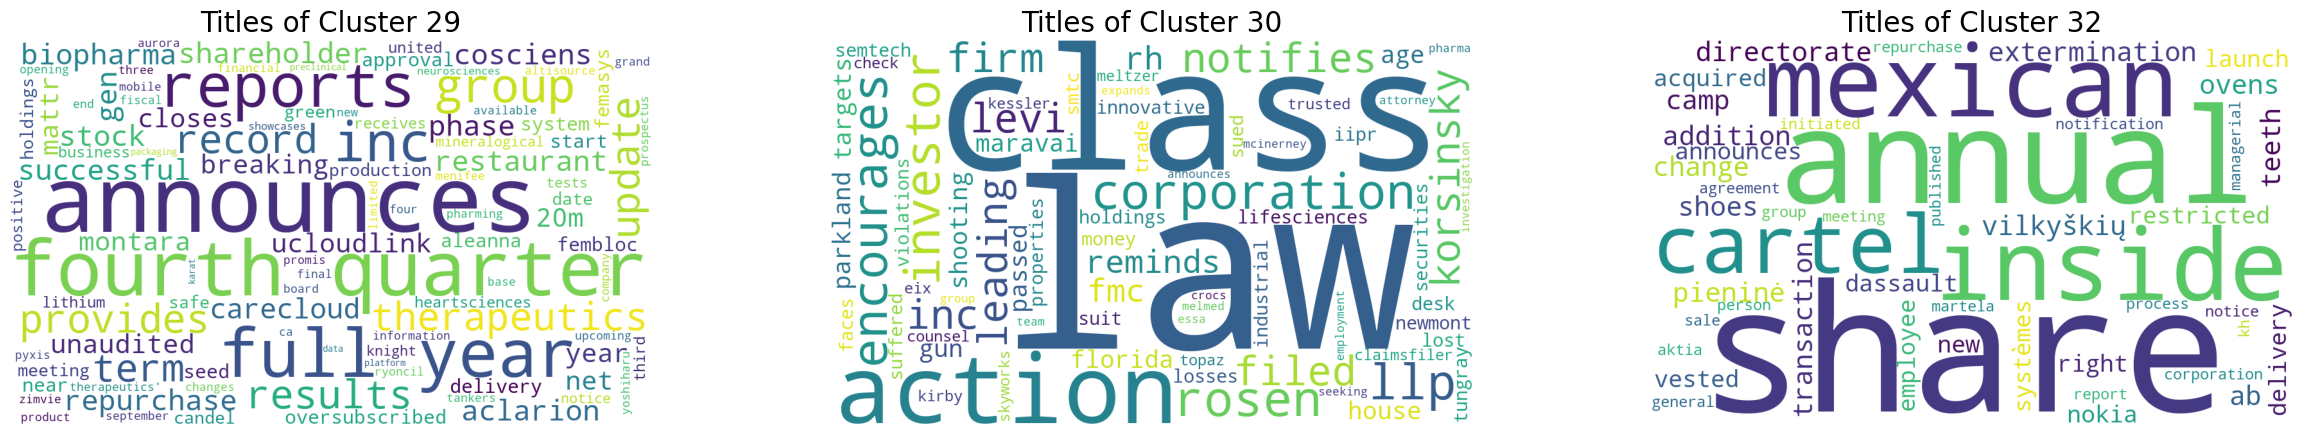 Titles of Cluster 29
biopharma
aurora
shareholder
united
approval
cosciens
opening
three
mobile
fiscal
financial
preclinical
neurosciences
altisource
grand
end
gen
reports
group
available
femasys
holdings
mattr
closes
green
new
stock
record
inc
showcases
receives
phase
system
mineralogical
start
business
packaging
breaking
production
restaurant
successful
update
prospectus
announces
menifee
limited
four
pharming
tests
date
20m
positive
montara
ucloudlink
aleanna
fembloc
fourth
quarter
promis
final
board
karat
base
company
lithium
safe
carecloud
heartsciences
provides
therapeutics
unaudited
full
year
ca
data
information
upcoming
knight
platform
ryoncil
year
third
yoshiharu
pyxis
meeting
term
seed
near
therapeutics'
changes
results
delivery
net
tankers
notice
zimvie
repurchase
candel
oversubscribed
aclarion
product
september
Titles of Cluster 30
semtech
check
firm
rh
notifies
age
pharma
meltzer
expands
smtc
kessler
innovative
trusted
attorney
targets
investor
levi
class
iipr
maravai
trade
sued
mcinerney
encourages
parkland
violations
shooting
leading
passed
properties
announces
corporation
korsinsky
securities
investigation
holdings
lifesciences
money
reminds
law
industrial
employment
faces
suffered
eix
group
inc
team
fmc
crocs
melmed
essa
suit
desk
newmont
counsel
gun
florida
topaz
claimsfiler
lost
tungray
action
kirby
skyworks
losses
rosen
filed
seeking
llp
house
Titles of Cluster 32
directorate
repurchase
extermination
launch
acquired
camp
mexican
ovens
initiated
notification
addition
announces
change
managerial
teeth
annual
agreement
shoes
group
meeting
published
vilkyškių
restricted
cartel
inside
transaction
dassault
pieninė
person
sale
employee
martela
systèmes
process
notice
kh
delivery
aktia
share
new
right
vested
corporation
general
report
nokia
ab